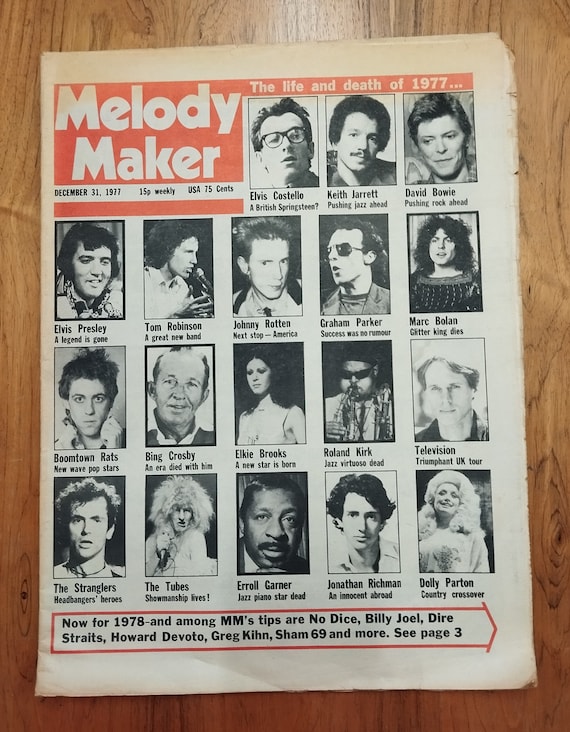 The life and death of 1977...
Melody
Maker
DECEMBER 31, 1977 15p weekly USA 75 Cents
Elvis Costello
A British Springsteen?
Keith Jarrett
Pushing jazz ahead
David Bowie
Pushing rock ahead
Elvis Presley
A legend is gone
Tom Robinson
A great new band
Johnny Rotten
Next stop—America
Graham Parker
Success was no rumour
Marc Bolan
Glitter king dies
Boomtown Rats
New wave pop stars
Bing Crosby
An era died with him
Elkie Brooks
A new star is born
Roland Kirk
Jazz virtuoso dead
Television
Triumphant UK tour
The Stranglers
Headbangers' heroes
The Tubes
Showmanship lives!
Erroll Garner
Jazz piano star dead
Jonathan Richman
An innocent abroad
Dolly Parton
Country crossover
Now for 1978-and among MM's tips are No Dice, Billy Joel, Dire
Straits, Howard Devoto, Greg Kihn, Sham 69 and more. See page 3